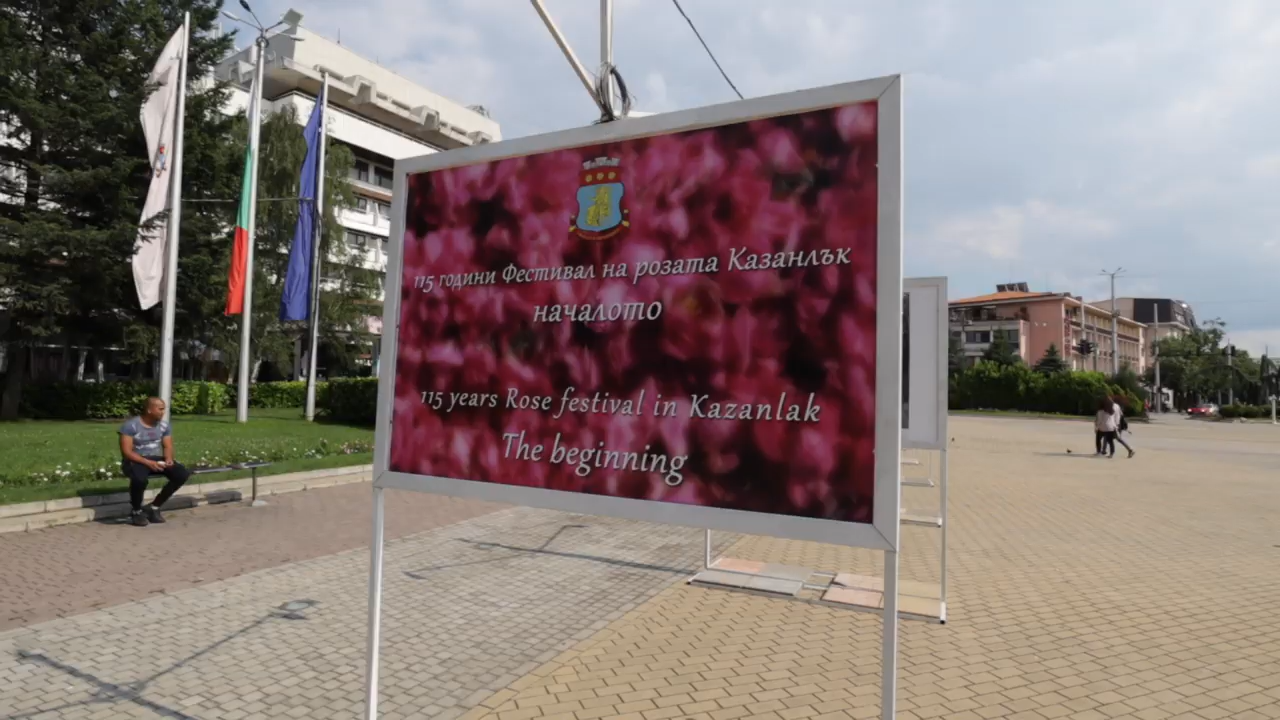 115 години Фестивал на розата Казанлък
началото
115 years Rose festival in Kazanlak
The beginning